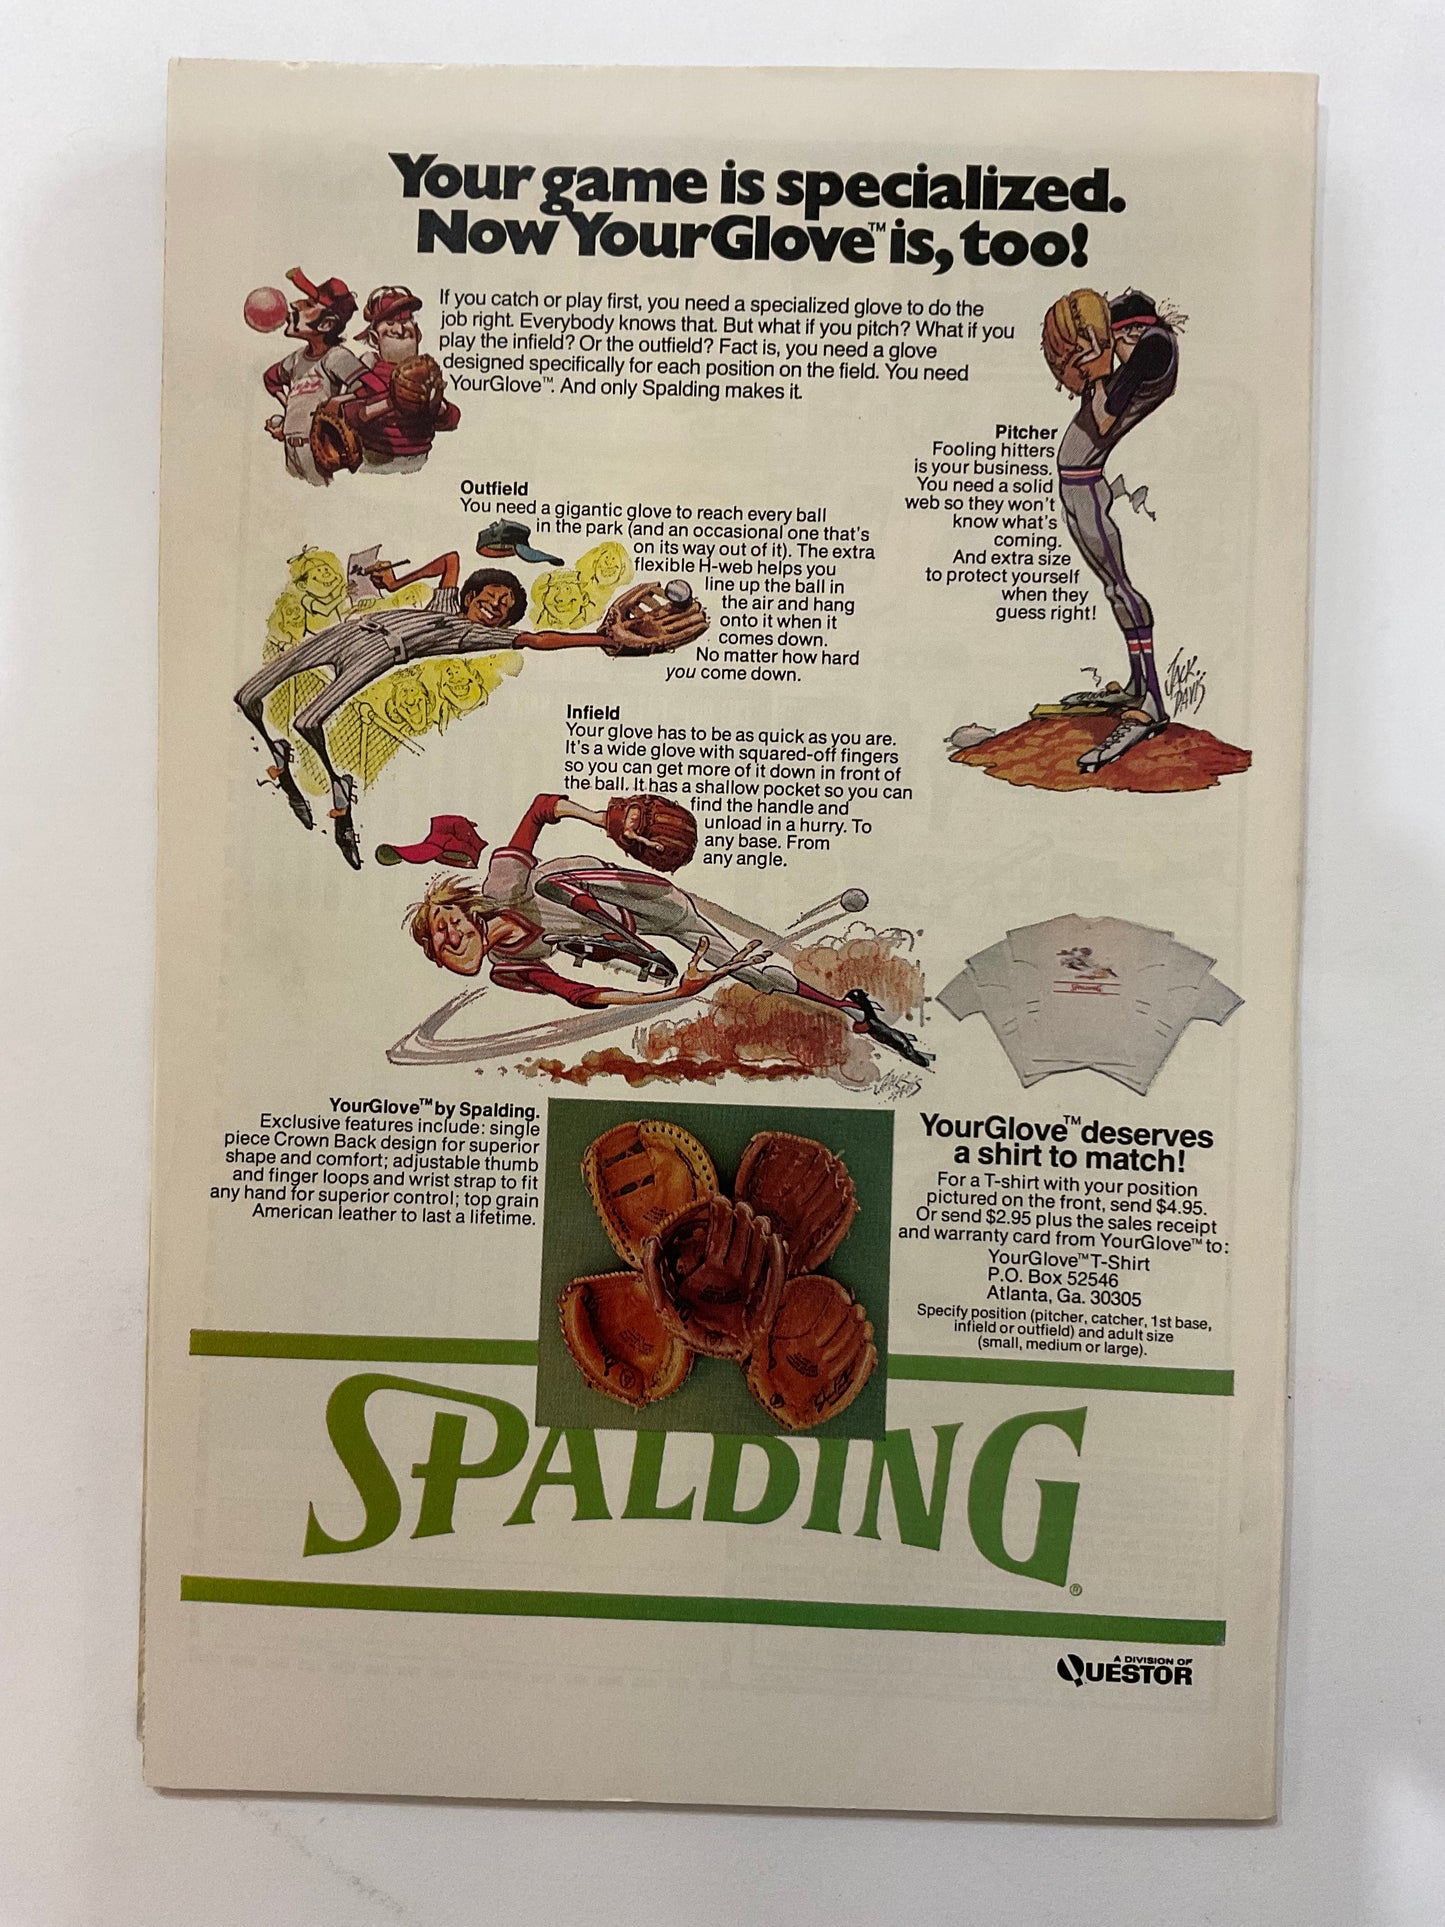 Your game is specialized.
Now YourGlove™ is, too!
If you catch or play first, you need a specialized glove to do the
job right. Everybody knows that. But what if you pitch? What if you
play the infield? Or the outfield? Fact is, you need a glove
designed specifically for each position on the field. You need
YourGlove™. And only Spalding makes it.
Pitcher
Fooling hitters
is your business.
You need a solid
web so they won't
know what's
coming.
And extra size
to protect yourself
when they
guess right!
JACK DAVIS
Outfield
You need a gigantic glove to reach every ball
in the park (and an occasional one that's
on its way out of it). The extra
flexible H-web helps you
line up the ball in
the air and hang
onto it when it
comes down.
No matter how hard
you come down.
Infield
Your glove has to be as quick as you are.
It's a wide glove with squared-off fingers
so you can get more of it down in front of
the ball. It has a shallow pocket so you can
find the handle and
unload in a hurry. To
any base. From
any angle.
JACK DAVIS
YourGlove™ by Spalding.
Exclusive features include: single
piece Crown Back design for superior
shape and comfort; adjustable thumb
and finger loops and wrist strap to fit
any hand for superior control; top grain
American leather to last a lifetime.
YourGlove™ deserves
a shirt to match!
For a T-shirt with your position
pictured on the front, send $4.95.
Or send $2.95 plus the sales receipt
and warranty card from YourGlove™ to:
YourGlove™ T-Shirt
P.O. Box 52546
Atlanta, Ga. 30305
Specify position (pitcher, catcher, 1st base,
infield or outfield) and adult size
(small, medium or large).
SPALDING®
A DIVISION OF
QUESTOR